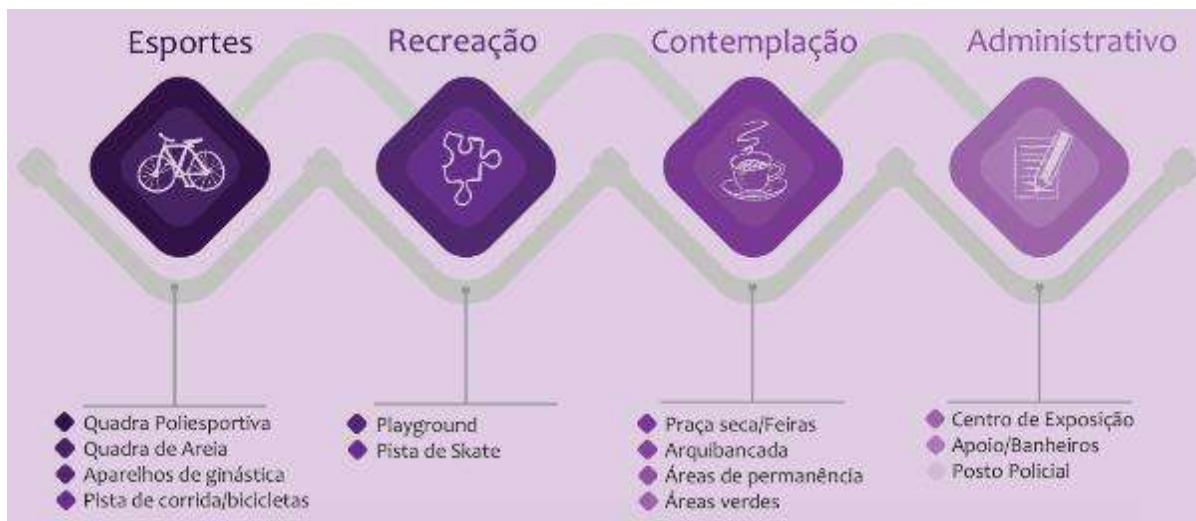 Esportes
Quadra Poliesportiva
Quadra de Areia
Aparelhos de ginástica
Pista de corrida/bicicletas
Recreação
Playground
Pista de Skate
Contemplação
Praça seca/Feiras
Arquibancada
Áreas de permanência
Áreas verdes
Administrativo
Centro de Exposição
Apoio/Banheiros
Posto Policial